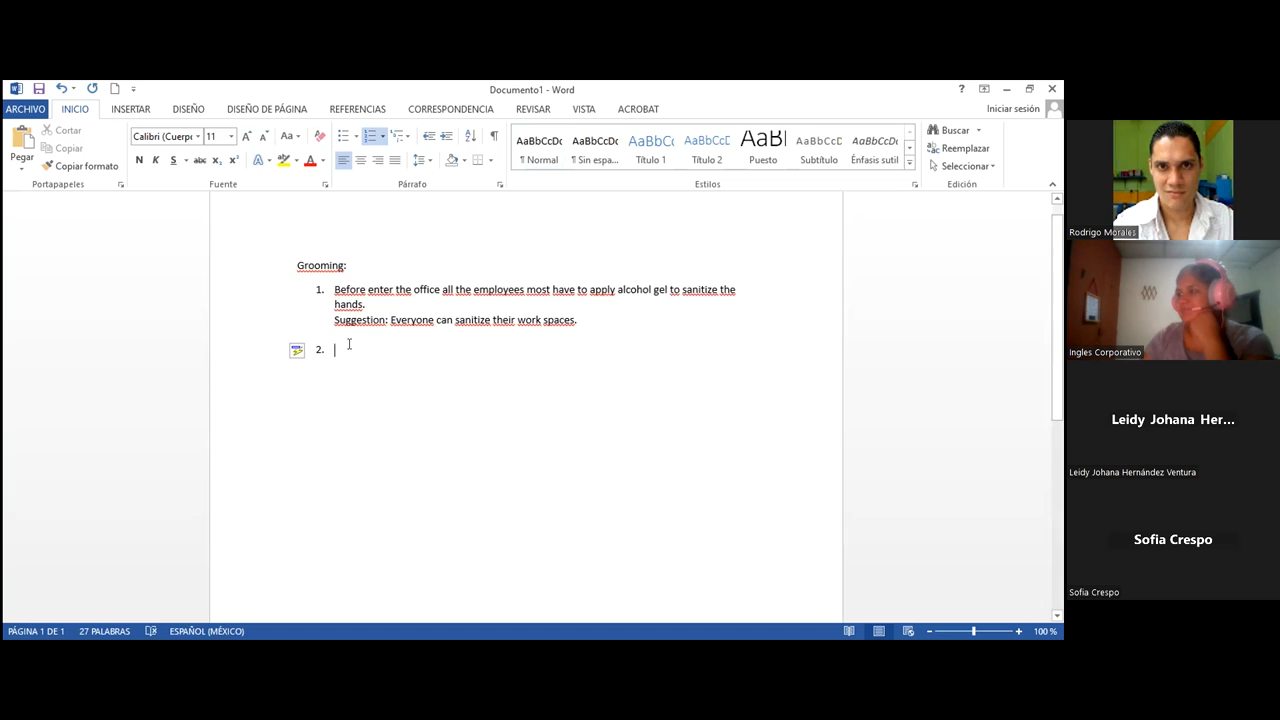 Documento1 - Word
ARCHIVO INICIO INSERTAR DISEÑO DISEÑO DE PÁGINA REFERENCIAS CORRESPONDENCIA REVISAR VISTA ACROBAT Iniciar sesión
Pegar
Cortar
Copiar
Copiar formato
Calibri (Cuerp 11
AaBbCcDc AaBbCcDc AaBbCc AaBbCcD AaBl AaBbCcD AaBbCcDc
¶ Normal ¶ Sin espa... Título 1 Título 2 Puesto Subtítulo Énfasis sutil
Buscar
Reemplazar
Seleccionar
Portapapeles Fuente Párrafo Estilos Edición
Grooming:
1. Before enter the office all the employees most have to apply alcohol gel to sanitize the
hands.
Suggestion: Everyone can sanitize their work spaces.
2.
PÁGINA 1 DE 1 27 PALABRAS ESPAÑOL (MÉXICO) 100 %
Rodrigo Morales
Ingles Corporativo
Leidy Johana Her...
Leidy Johana Hernández Ventura
Sofia Crespo
Sofia Crespo